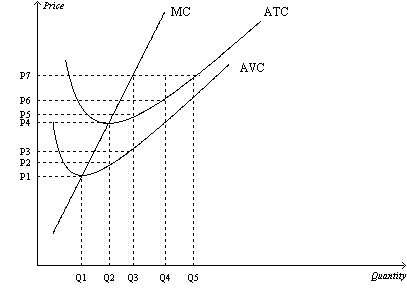 Price
MC
ATC
AVC
P7
P6
P5
P4
P3
P2
P1
Q1 Q2 Q3 Q4 Q5
Quantity